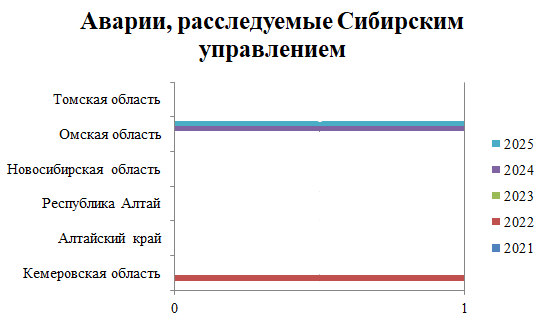 Аварии, расследуемые Сибирским
управлением
Томская область
Омская область
Новосибирская область
Республика Алтай
Алтайский край
Кемеровская область
0
1
2025
2024
2023
2022
2021